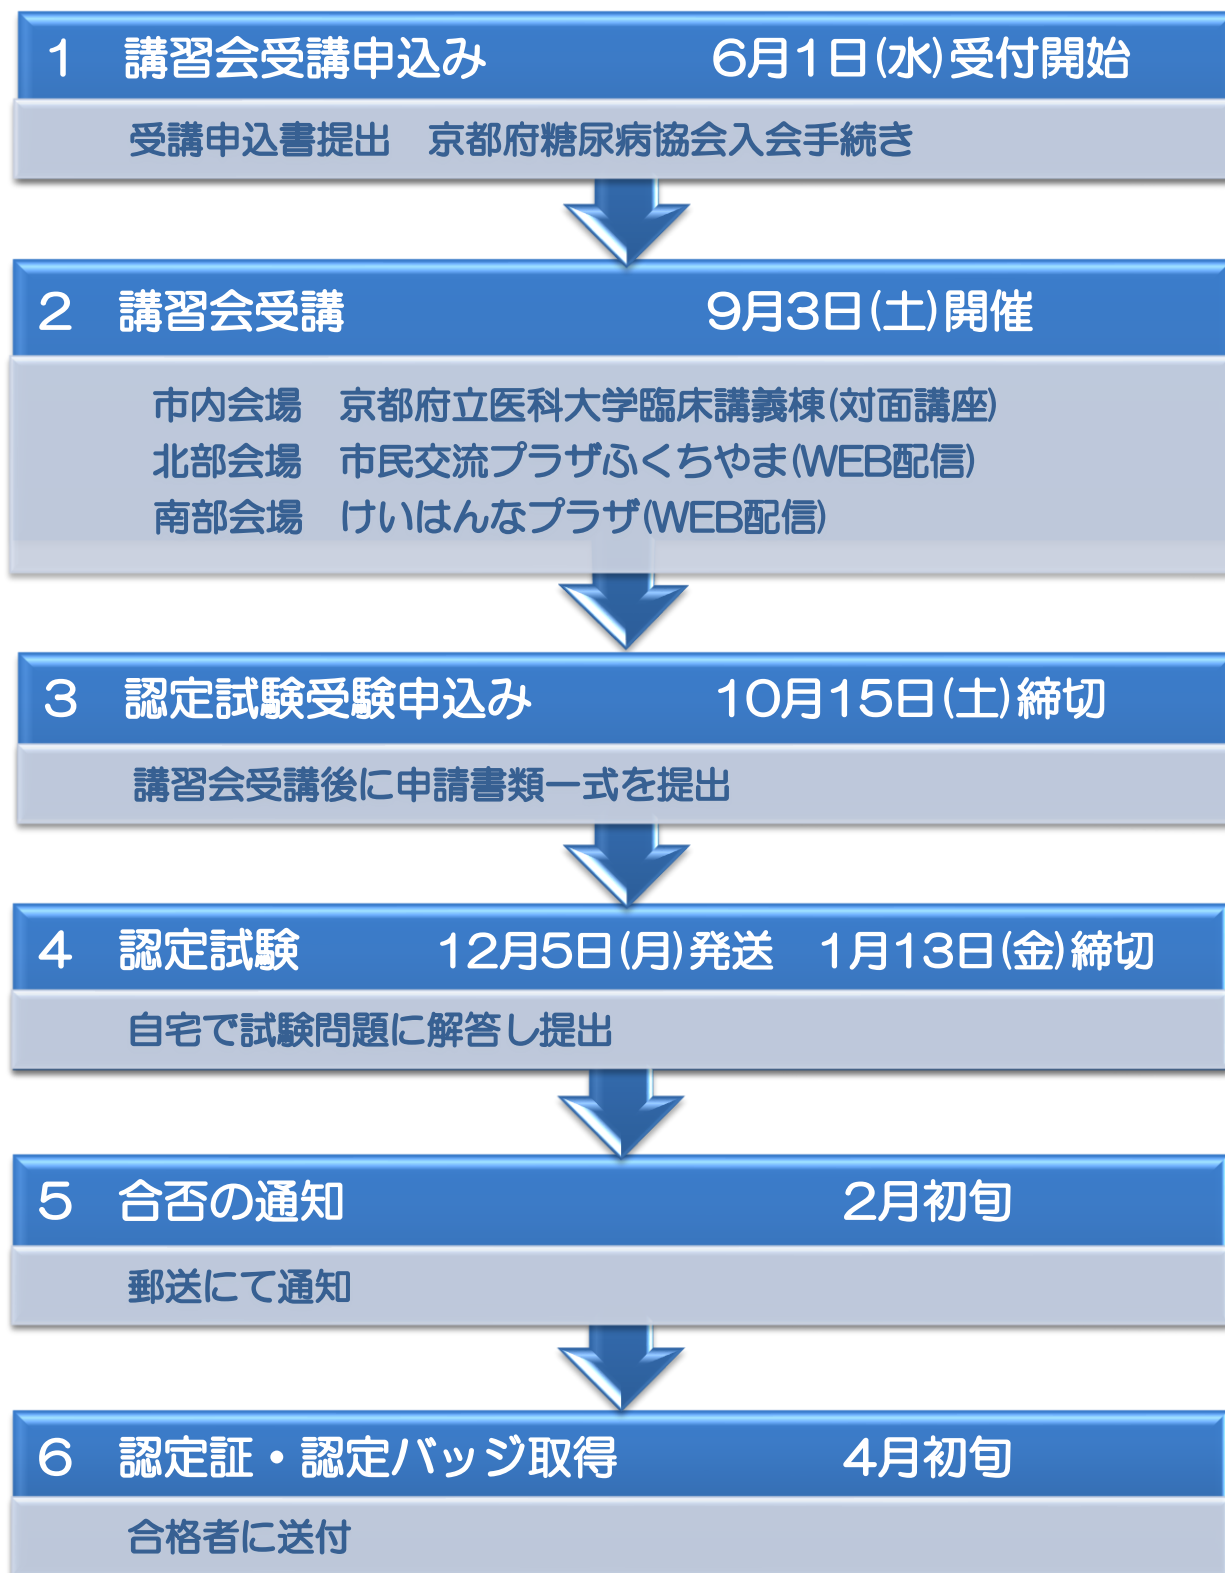 1 講習会受講申込み 6月1日(水)受付開始
受講申込書提出 京都府糖尿病協会入会手続き
2 講習会受講 9月3日(土)開催
市内会場 京都府立医科大学臨床講義棟(対面講座)
北部会場 市民交流プラザふくちやま(WEB配信)
南部会場 けいはんなプラザ(WEB配信)
3 認定試験受験申込み 10月15日(土)締切
講習会受講後に申請書類一式を提出
4 認定試験 12月5日(月)発送 1月13日(金)締切
自宅で試験問題に解答し提出
5 合否の通知 2月初旬
郵送にて通知
6 認定証・認定バッジ取得 4月初旬
合格者に送付